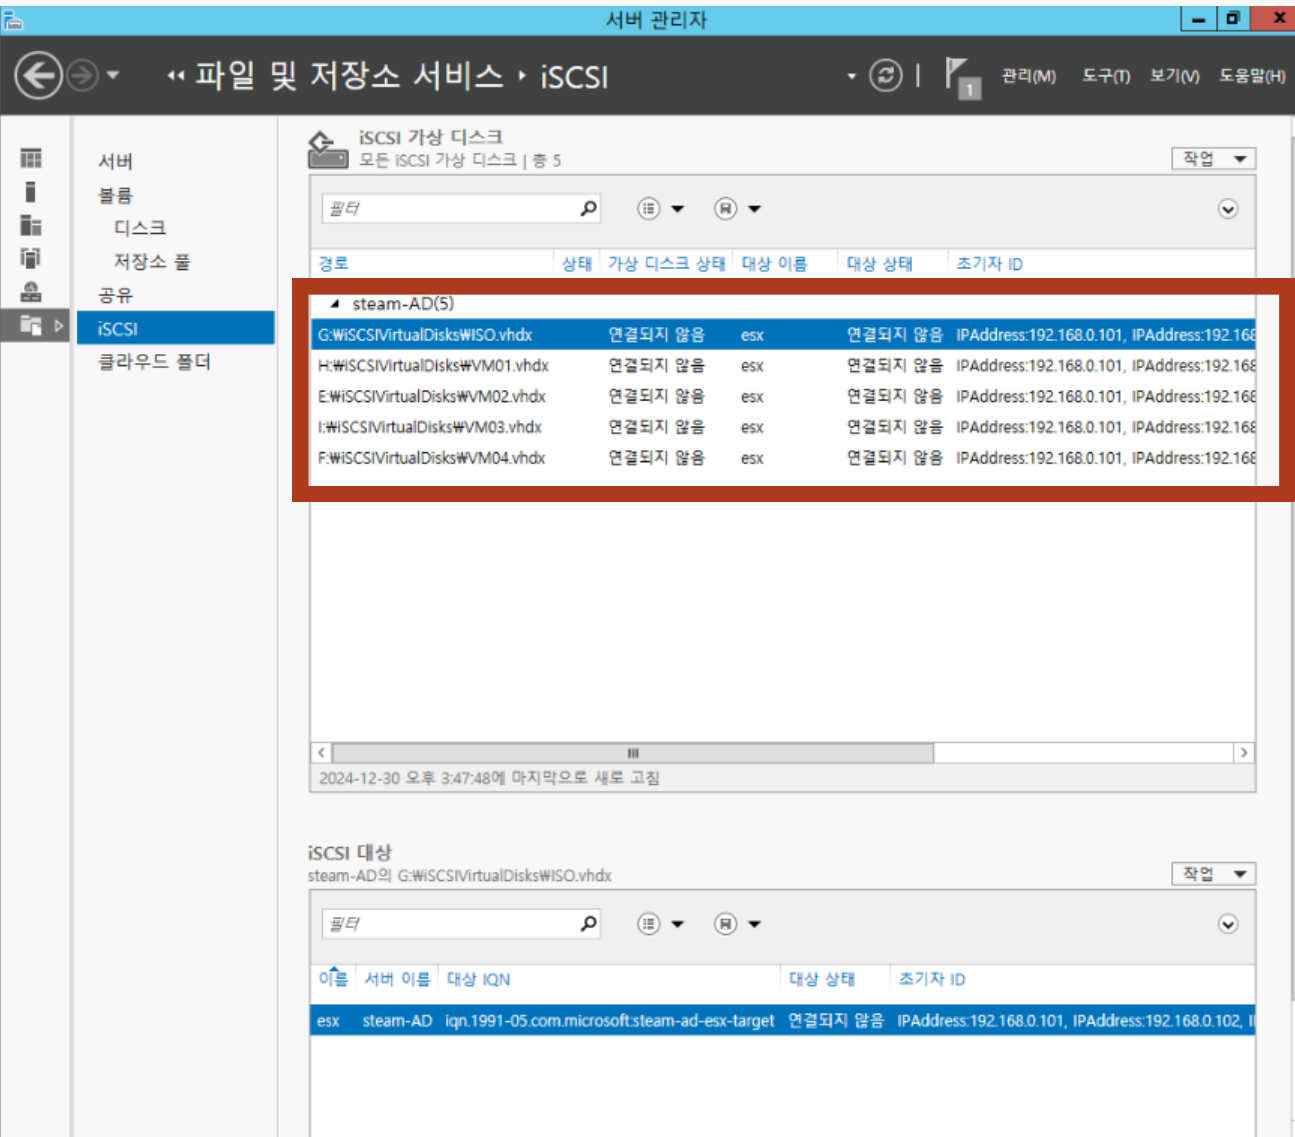 서버 관리자
◂◂ 파일 및 저장소 서비스 ▸ iSCSI
1
관리(M) 도구(T) 보기(V) 도움말(H)
서버
볼륨
디스크
저장소 풀
공유
iSCSI
클라우드 폴더
iSCSI 가상 디스크
모든 iSCSI 가상 디스크 | 총 5
작업
필터
경로 상태 가상 디스크 상태 대상 이름 대상 상태 초기자 ID
steam-AD(5)
G:₩iSCSIVirtualDisks₩ISO.vhdx 연결되지 않음 esx 연결되지 않음 IPAddress:192.168.0.101, IPAddress:192.168
H:₩iSCSIVirtualDisks₩VM01.vhdx 연결되지 않음 esx 연결되지 않음 IPAddress:192.168.0.101, IPAddress:192.168
E:₩iSCSIVirtualDisks₩VM02.vhdx 연결되지 않음 esx 연결되지 않음 IPAddress:192.168.0.101, IPAddress:192.168
I:₩iSCSIVirtualDisks₩VM03.vhdx 연결되지 않음 esx 연결되지 않음 IPAddress:192.168.0.101, IPAddress:192.168
F:₩iSCSIVirtualDisks₩VM04.vhdx 연결되지 않음 esx 연결되지 않음 IPAddress:192.168.0.101, IPAddress:192.168
2024-12-30 오후 3:47:48에 마지막으로 새로 고침
iSCSI 대상
steam-AD의 G:₩iSCSIVirtualDisks₩ISO.vhdx
작업
필터
이름 서버 이름 대상 IQN 대상 상태 초기자 ID
esx steam-AD iqn.1991-05.com.microsoft:steam-ad-esx-target 연결되지 않음 IPAddress:192.168.0.101, IPAddress:192.168.0.102, I